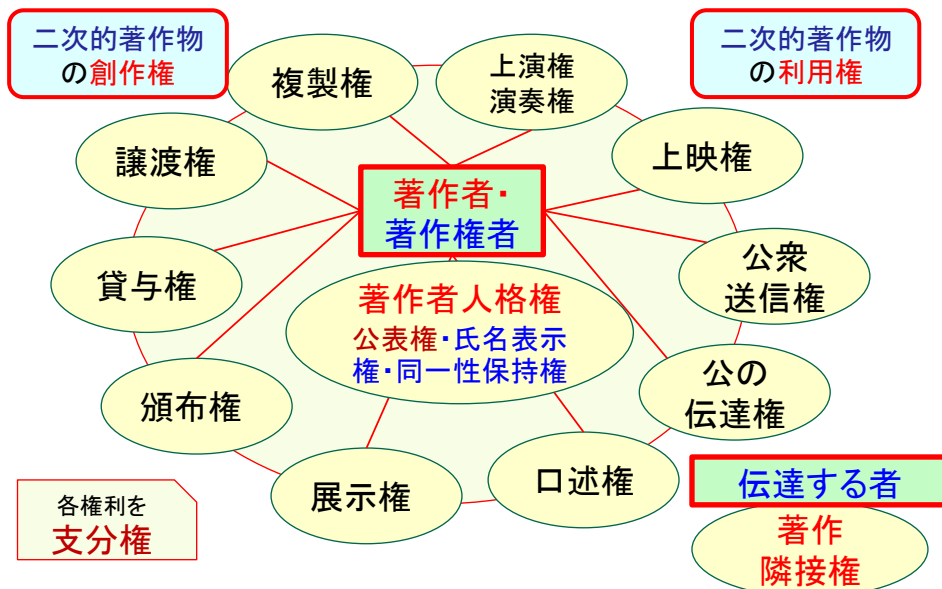 二次的著作物
の創作権
複製権
上演権
演奏権
二次的著作物
の利用権
譲渡権
上映権
著作者・
著作権者
貸与権
公衆
送信権
著作者人格権
公表権・氏名表示
権・同一性保持権
頒布権
公の
伝達権
展示権
口述権
各権利を
支分権
伝達する者
著作
隣接権